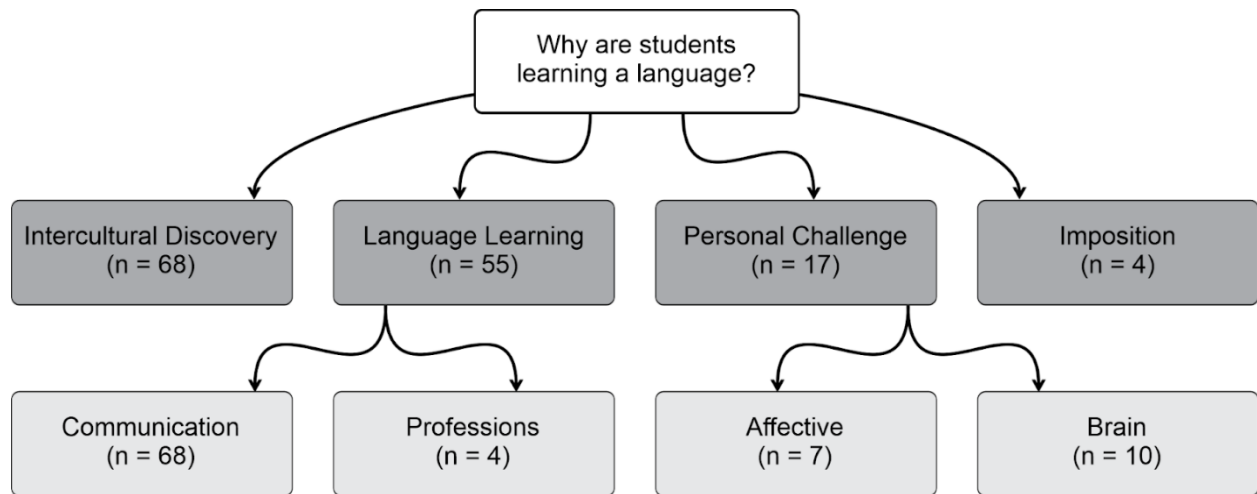 Why are students
learning a language?
Intercultural Discovery
(n = 68)
Language Learning
(n = 55)
Personal Challenge
(n = 17)
Imposition
(n = 4)
Communication
(n = 68)
Professions
(n = 4)
Affective
(n = 7)
Brain
(n = 10)